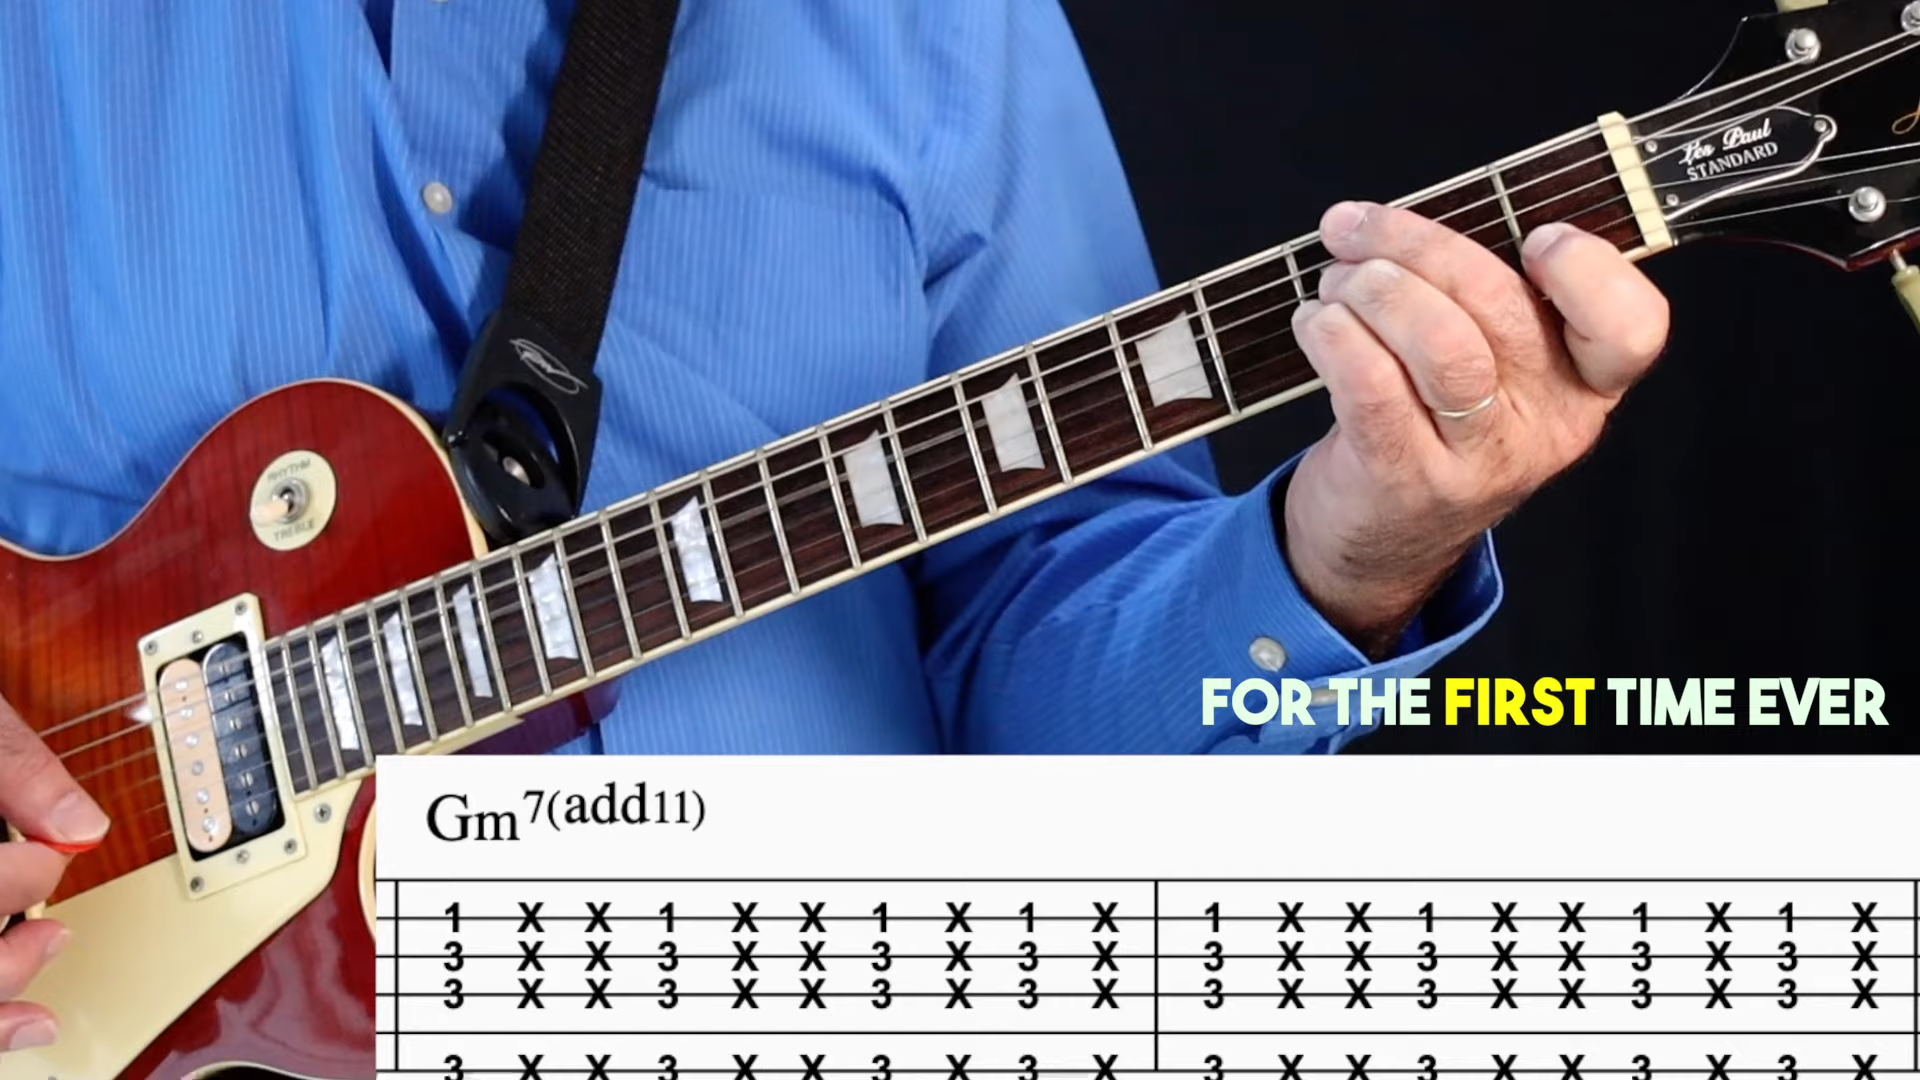 Les Paul
STANDARD
RHYTHM
TREBLE
FOR THE FIRST TIME EVER
Gm7(add11)
1 X X 1 X X 1 X 1 X 1 X X 1 X X 1 X 1 X
3 X X 3 X X 3 X 3 X 3 X X 3 X X 3 X 3 X
3 X X 3 X X 3 X 3 X 3 X X 3 X X 3 X 3 X
3 X X 3 X X 3 X 3 X 3 X X 3 X X 3 X 3 X